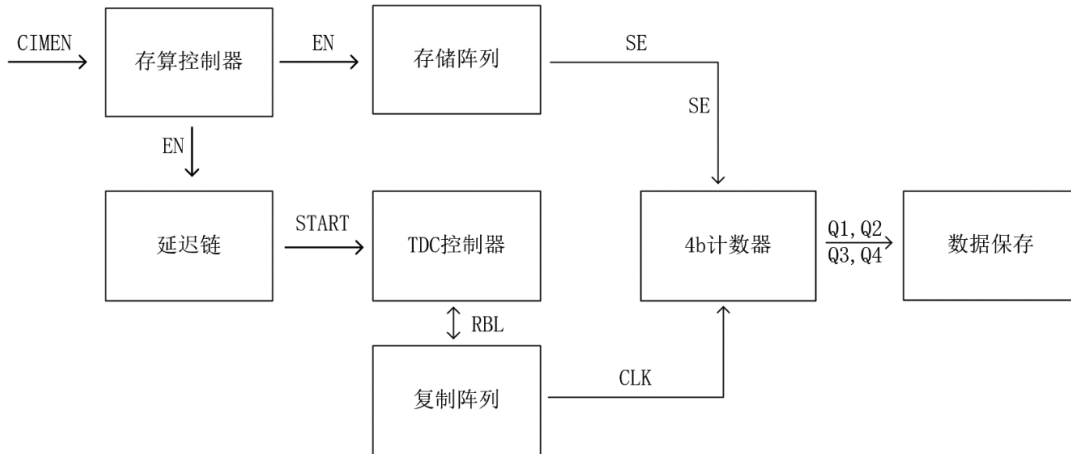 CIMEN
存算控制器
EN
存储阵列
SE
SE
EN
延迟链
START
TDC控制器
4b计数器
Q1,Q2
Q3,Q4
数据保存
RBL
复制阵列
CLK